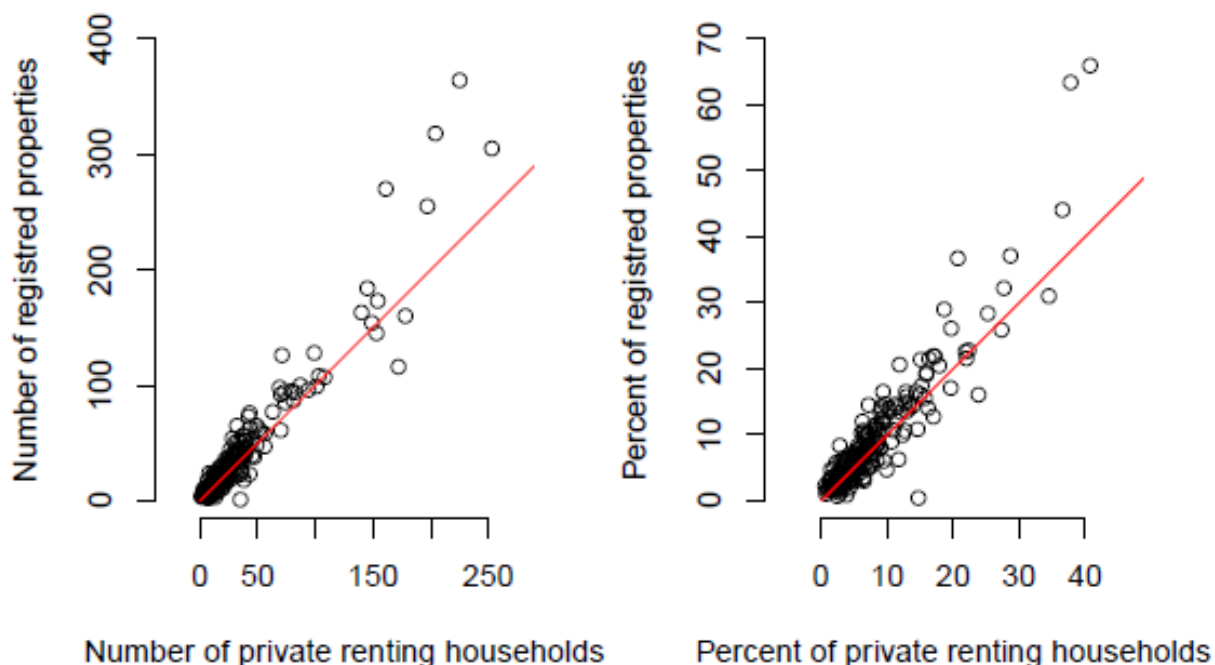 Number of registred properties
400
300
200
100
0
0 50 150 250
Number of private renting households
Percent of registred properties
70
60
50
40
30
20
10
0
0 10 20 30 40
Percent of private renting households